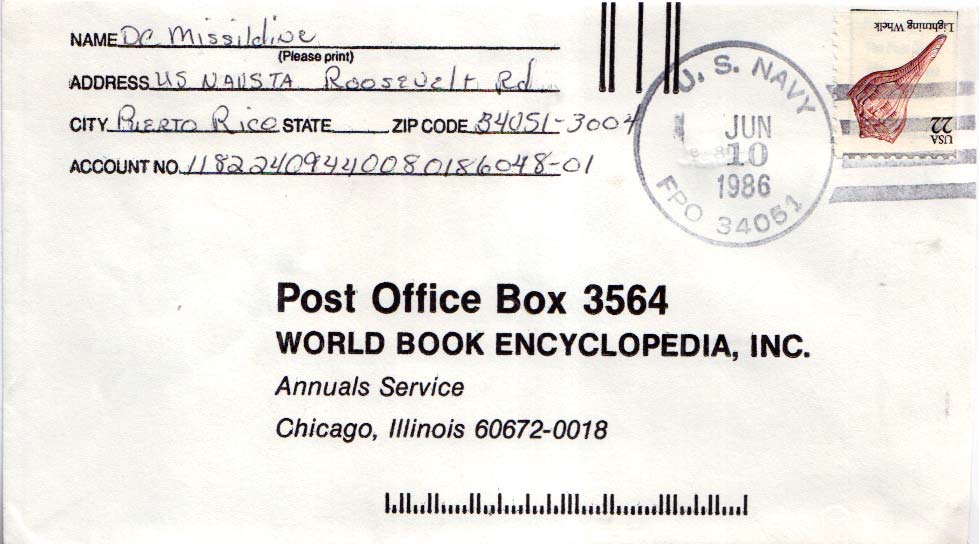 NAME DC Missildine
(Please print)
ADDRESS US NAVSTA Roosevelt Rd
CITY Puerto Rico STATE ZIP CODE 34051-3004
ACCOUNT NO. 11822409440080186048-01
U. S. NAVY
JUN
10
1986
FPO 34051
Lightning Whelk
22
USA
Post Office Box 3564
WORLD BOOK ENCYCLOPEDIA, INC.
Annuals Service
Chicago, Illinois 60672-0018